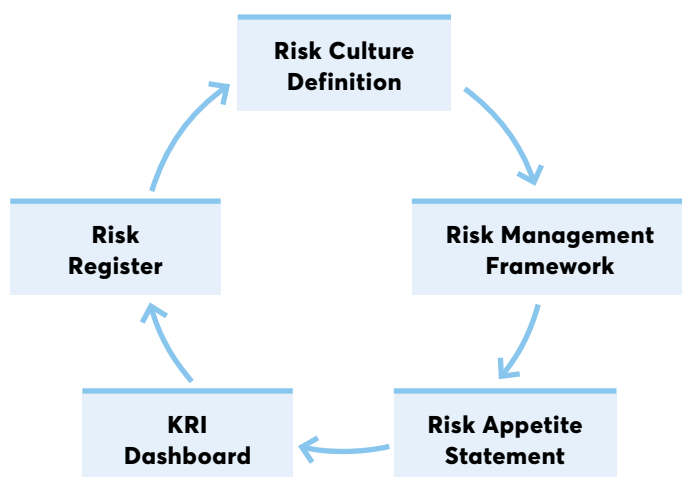 Risk Culture
Definition
Risk Management
Framework
Risk Appetite
Statement
KRI
Dashboard
Risk
Register